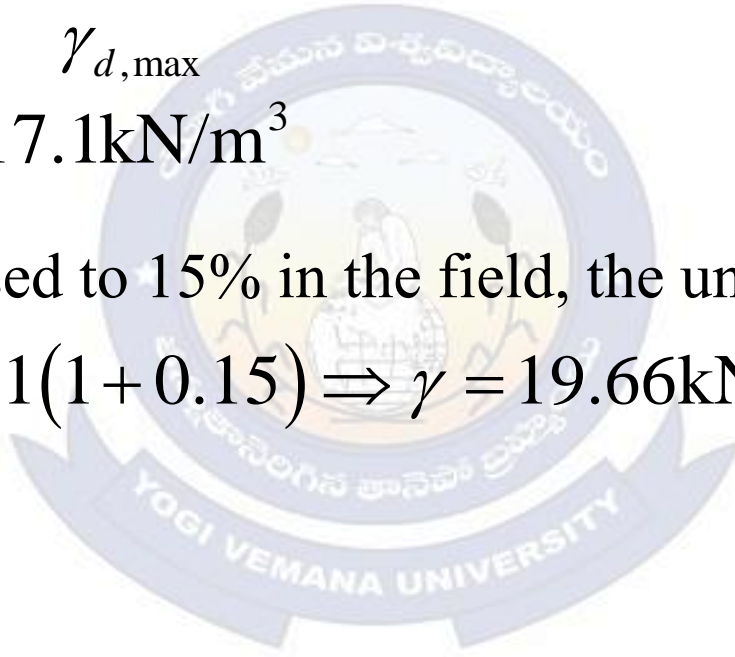 γ d,max
7.1kN/m³
ed to 15% in the field, the un
1(1+0.15)⇒ γ =19.66kN
YOGI VEMANA UNIVERSITY